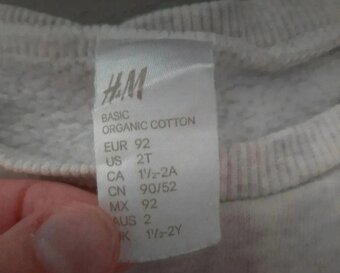 H&M
BASIC
ORGANIC COTTON
EUR 92
US 2T
CA 1½-2A
CN 90/52
MX 92
AUS 2
UK 1½-2Y